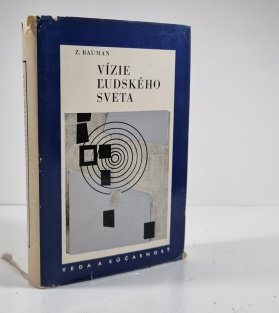 Z. BAUMAN
VÍZIE
ĽUDSKÉHO
SVETA
VEDA A SÚČASNOSŤ